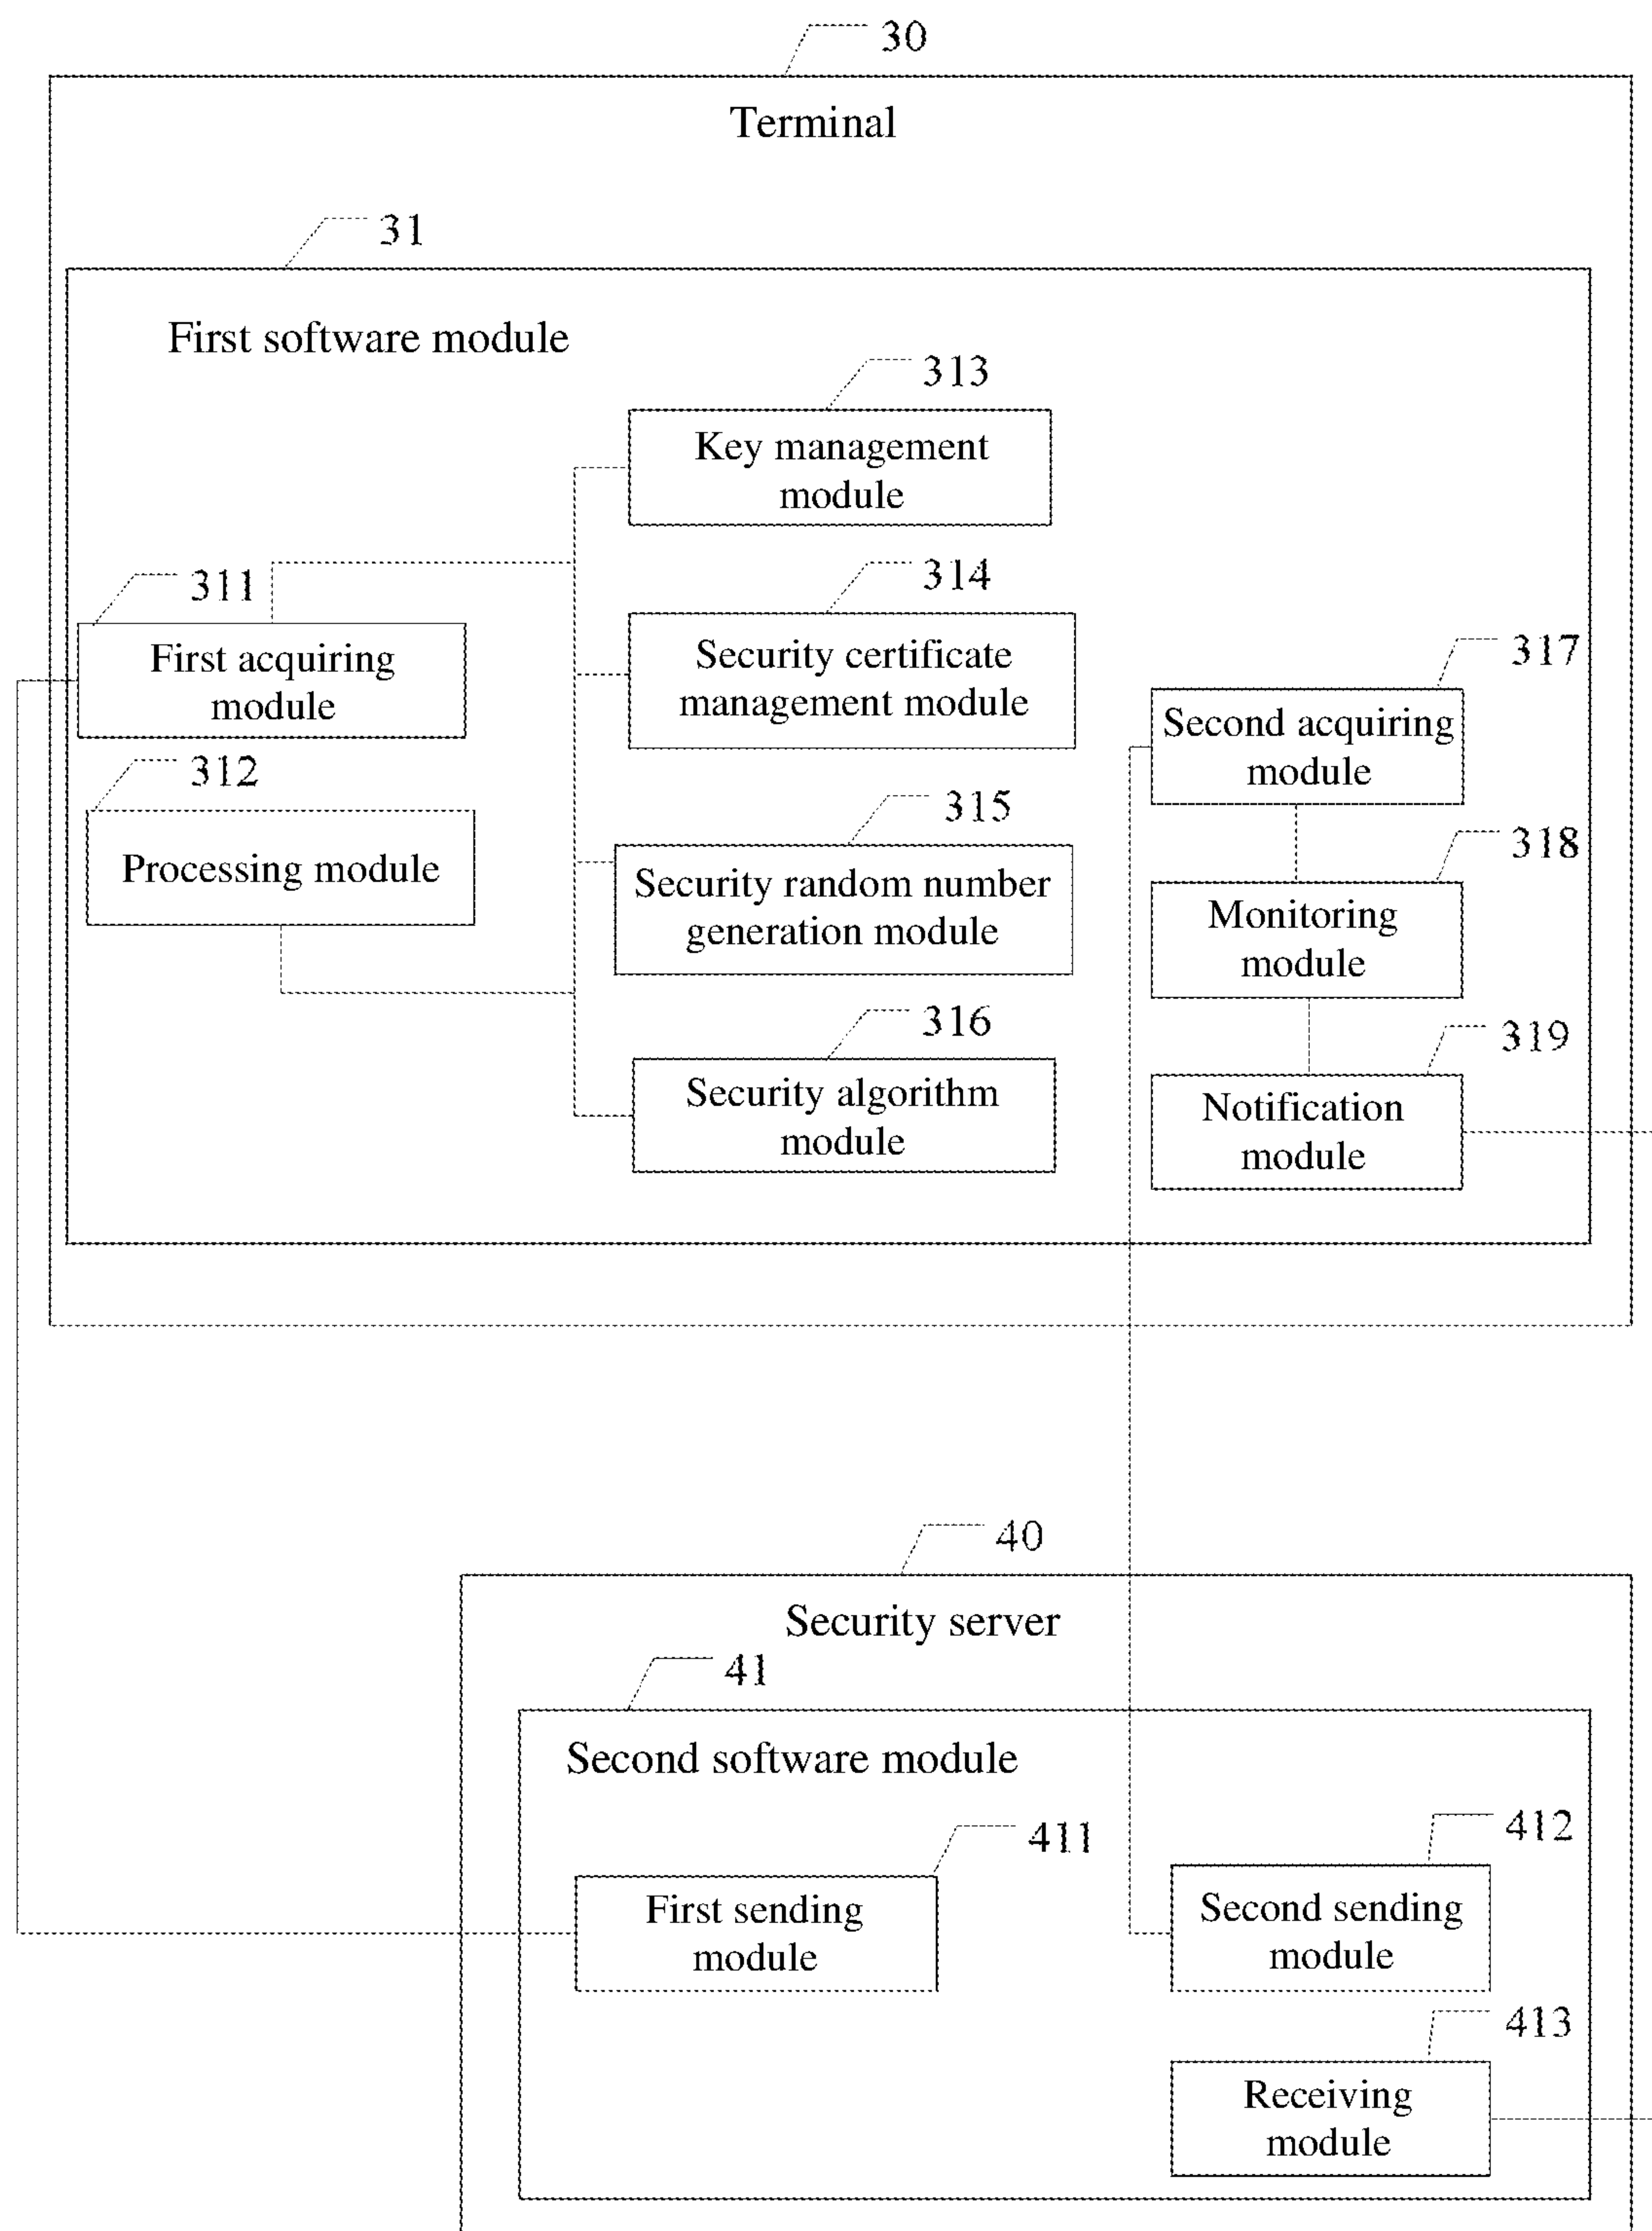 30
Terminal
31
First software module
313
Key management
module
311
First acquiring
module
314
Security certificate
management module
317
Second acquiring
module
312
Processing module
315
Security random number
generation module
318
Monitoring
module
316
Security algorithm
module
319
Notification
module
40
Security server
41
Second software module
411
First sending
module
412
Second sending
module
413
Receiving
module